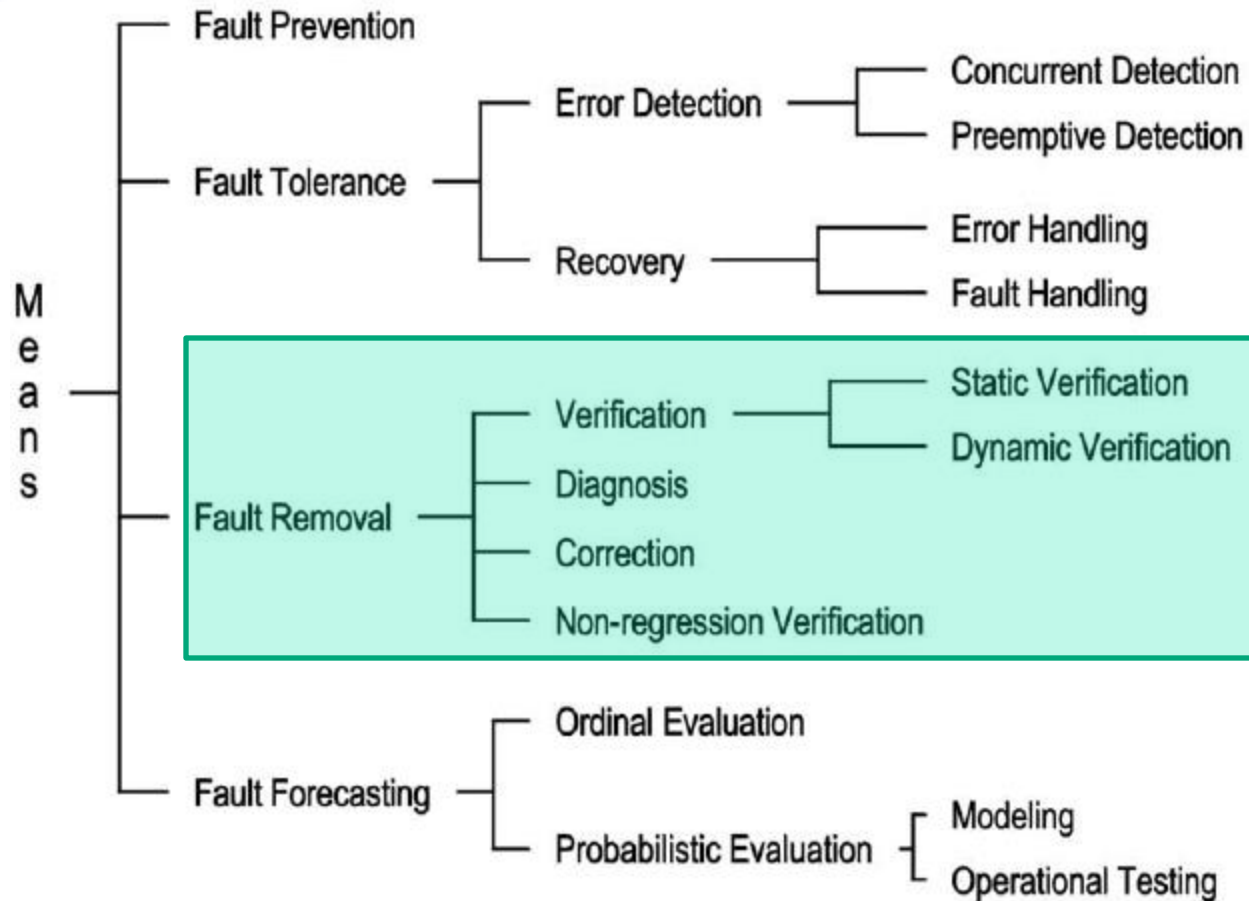 Means
Fault Prevention
Fault Tolerance
Error Detection
Concurrent Detection
Preemptive Detection
Recovery
Error Handling
Fault Handling
Fault Removal
Verification
Static Verification
Dynamic Verification
Diagnosis
Correction
Non-regression Verification
Fault Forecasting
Ordinal Evaluation
Probabilistic Evaluation
Modeling
Operational Testing